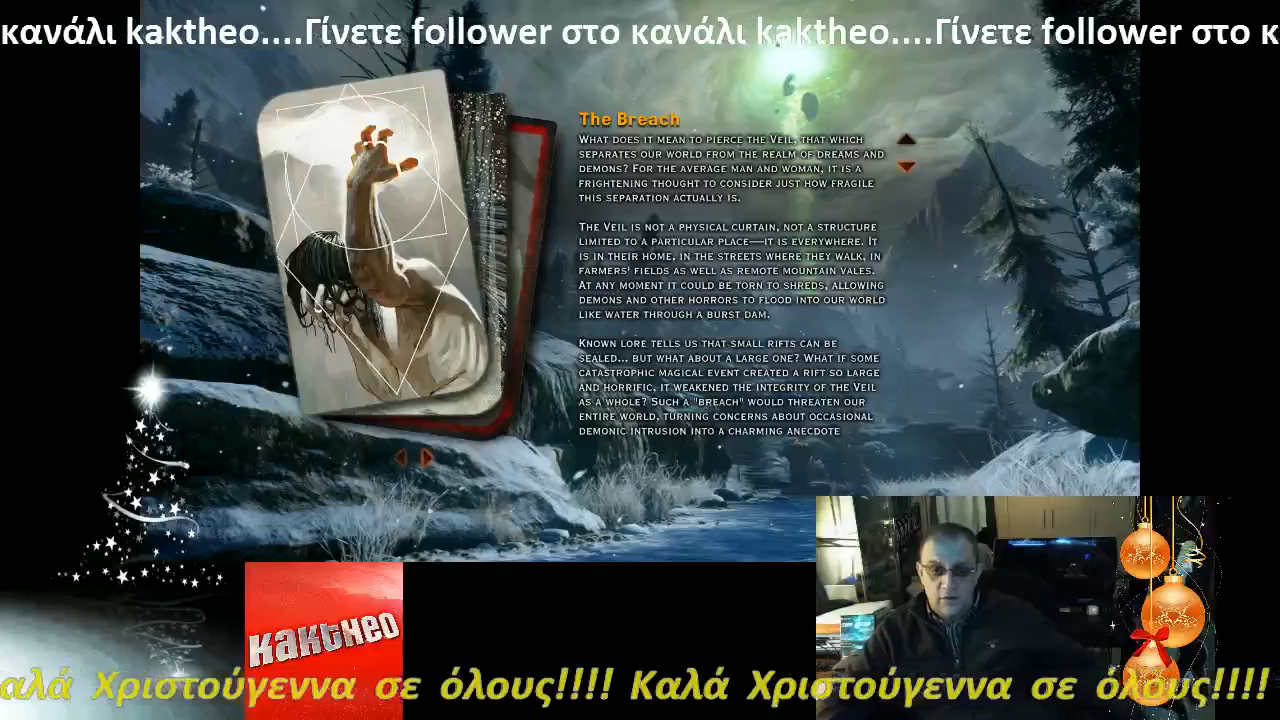 κανάλι kaktheo....Γίνετε follower στο κανάλι kaktheo....Γίνετε follower στο κ
The Breach
What does it mean to pierce the Veil, that which
separates our world from the realm of dreams and
demons? For the average man and woman, it is a
frightening thought to consider just how fragile
this separation actually is.
The Veil is not a physical curtain, not a structure
limited to a particular place—it is everywhere. It
is in their home, in the streets where they walk, in
farmers' fields as well as remote mountain vales.
At any moment it could be torn to shreds, allowing
demons and other horrors to flood into our world
like water through a burst dam.
Known lore tells us that small rifts can be
sealed... but what about a large one? What if some
catastrophic magical event created a rift so large
and horrific, it weakened the integrity of the Veil
as a whole? Such a "breach" would threaten our
entire world, turning concerns about occasional
demonic intrusion into a charming anecdote
kaktheo
αλά Χριστούγεννα σε όλους!!!! Καλά Χριστούγεννα σε όλους!!!!